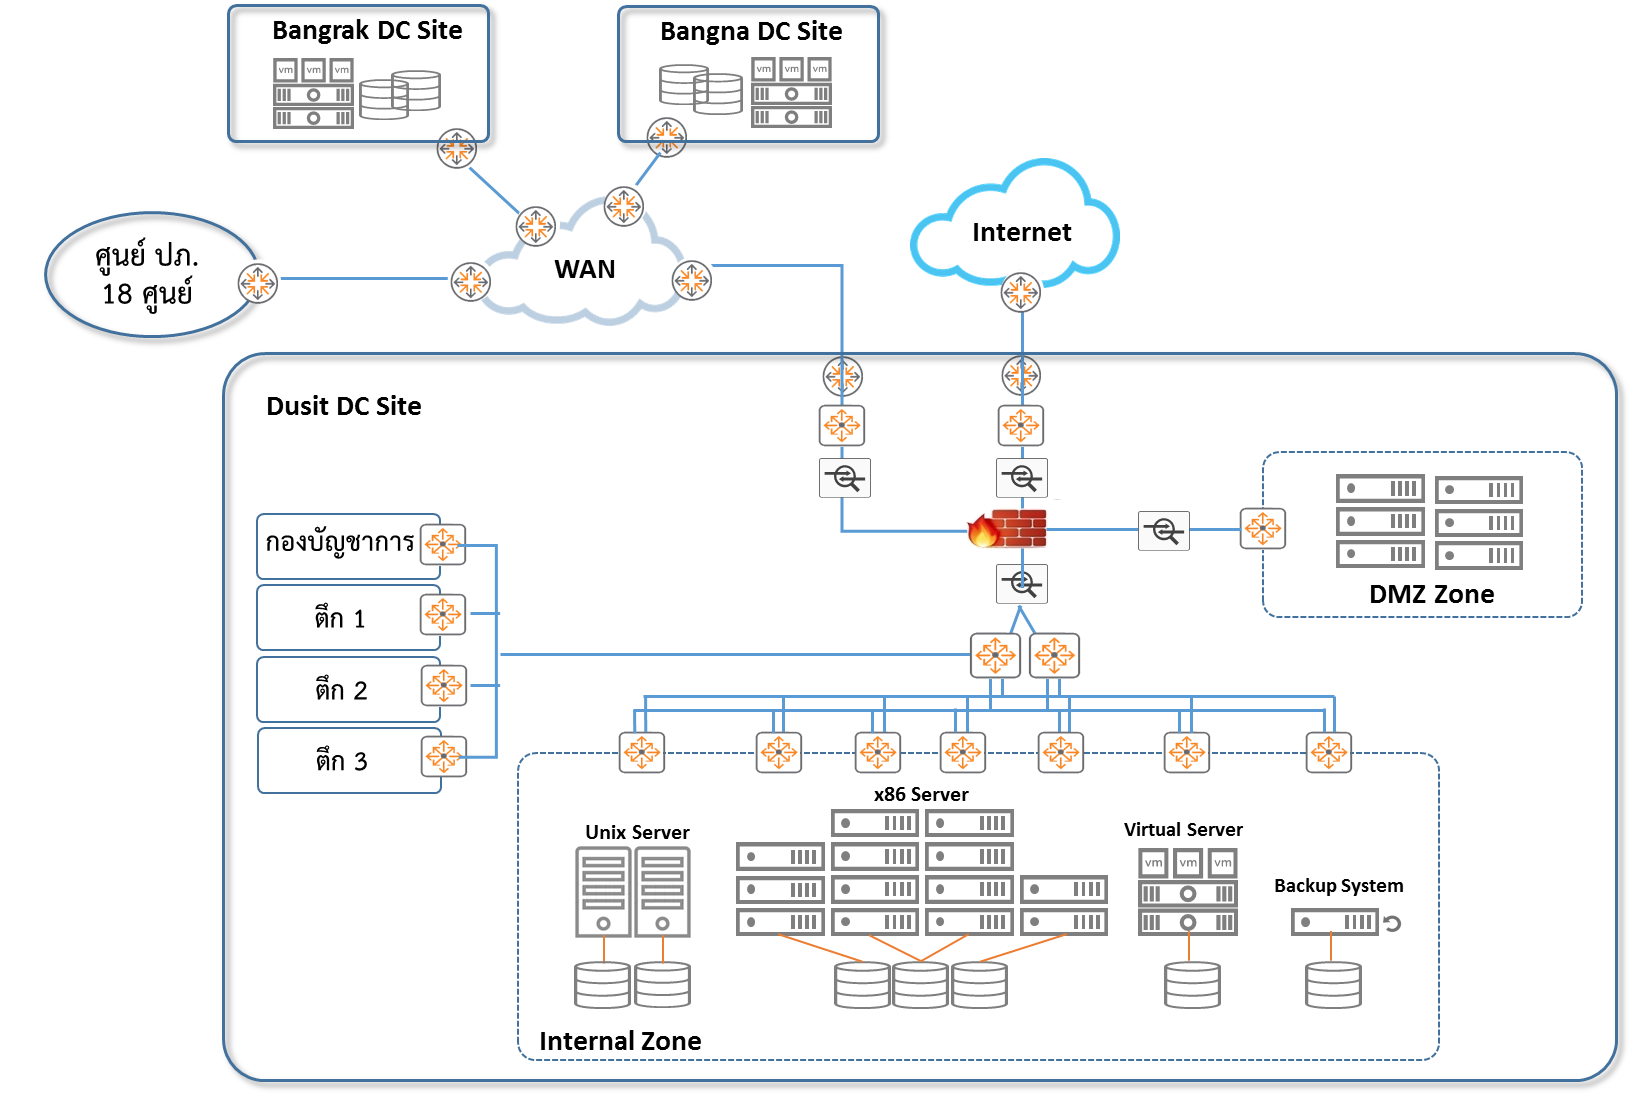 Bangrak DC Site
vm vm vm
Bangna DC Site
vm vm vm
ศูนย์ ปภ.
18 ศูนย์
WAN
Internet
Dusit DC Site
กองบัญชาการ
ตึก 1
ตึก 2
ตึก 3
DMZ Zone
x86 Server
Unix Server
Virtual Server
vm vm vm
Backup System
Internal Zone